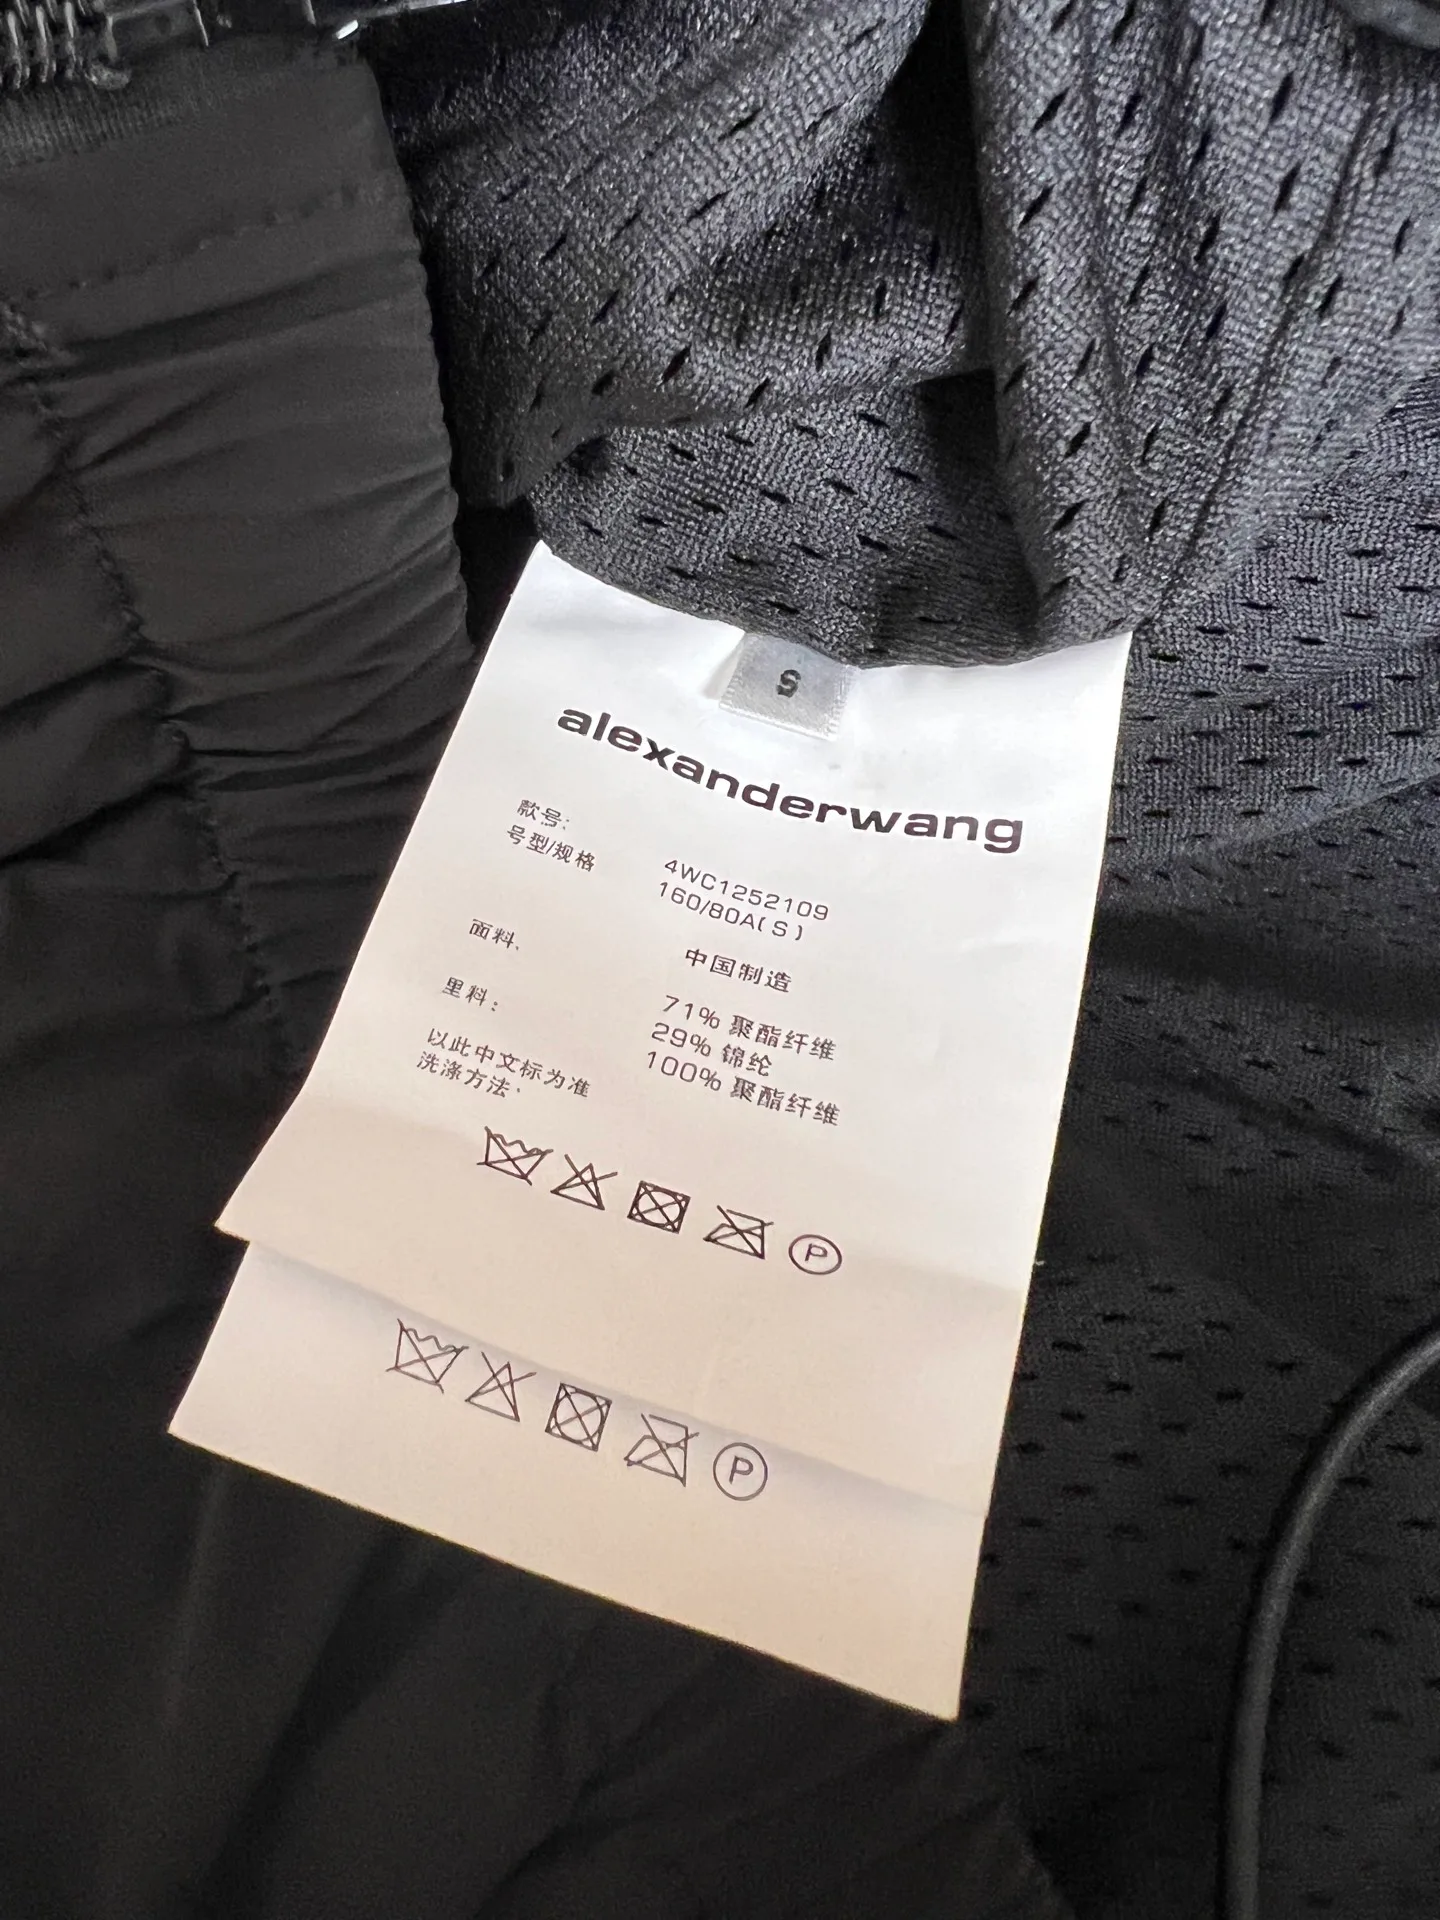 S
alexanderwang
款号: 4WC1252109
号型/规格 160/80A(S)
中国制造
面料: 71% 聚酯纤维
29% 锦纶
里料: 100% 聚酯纤维
以此中文标为准
洗涤方法:
P
P